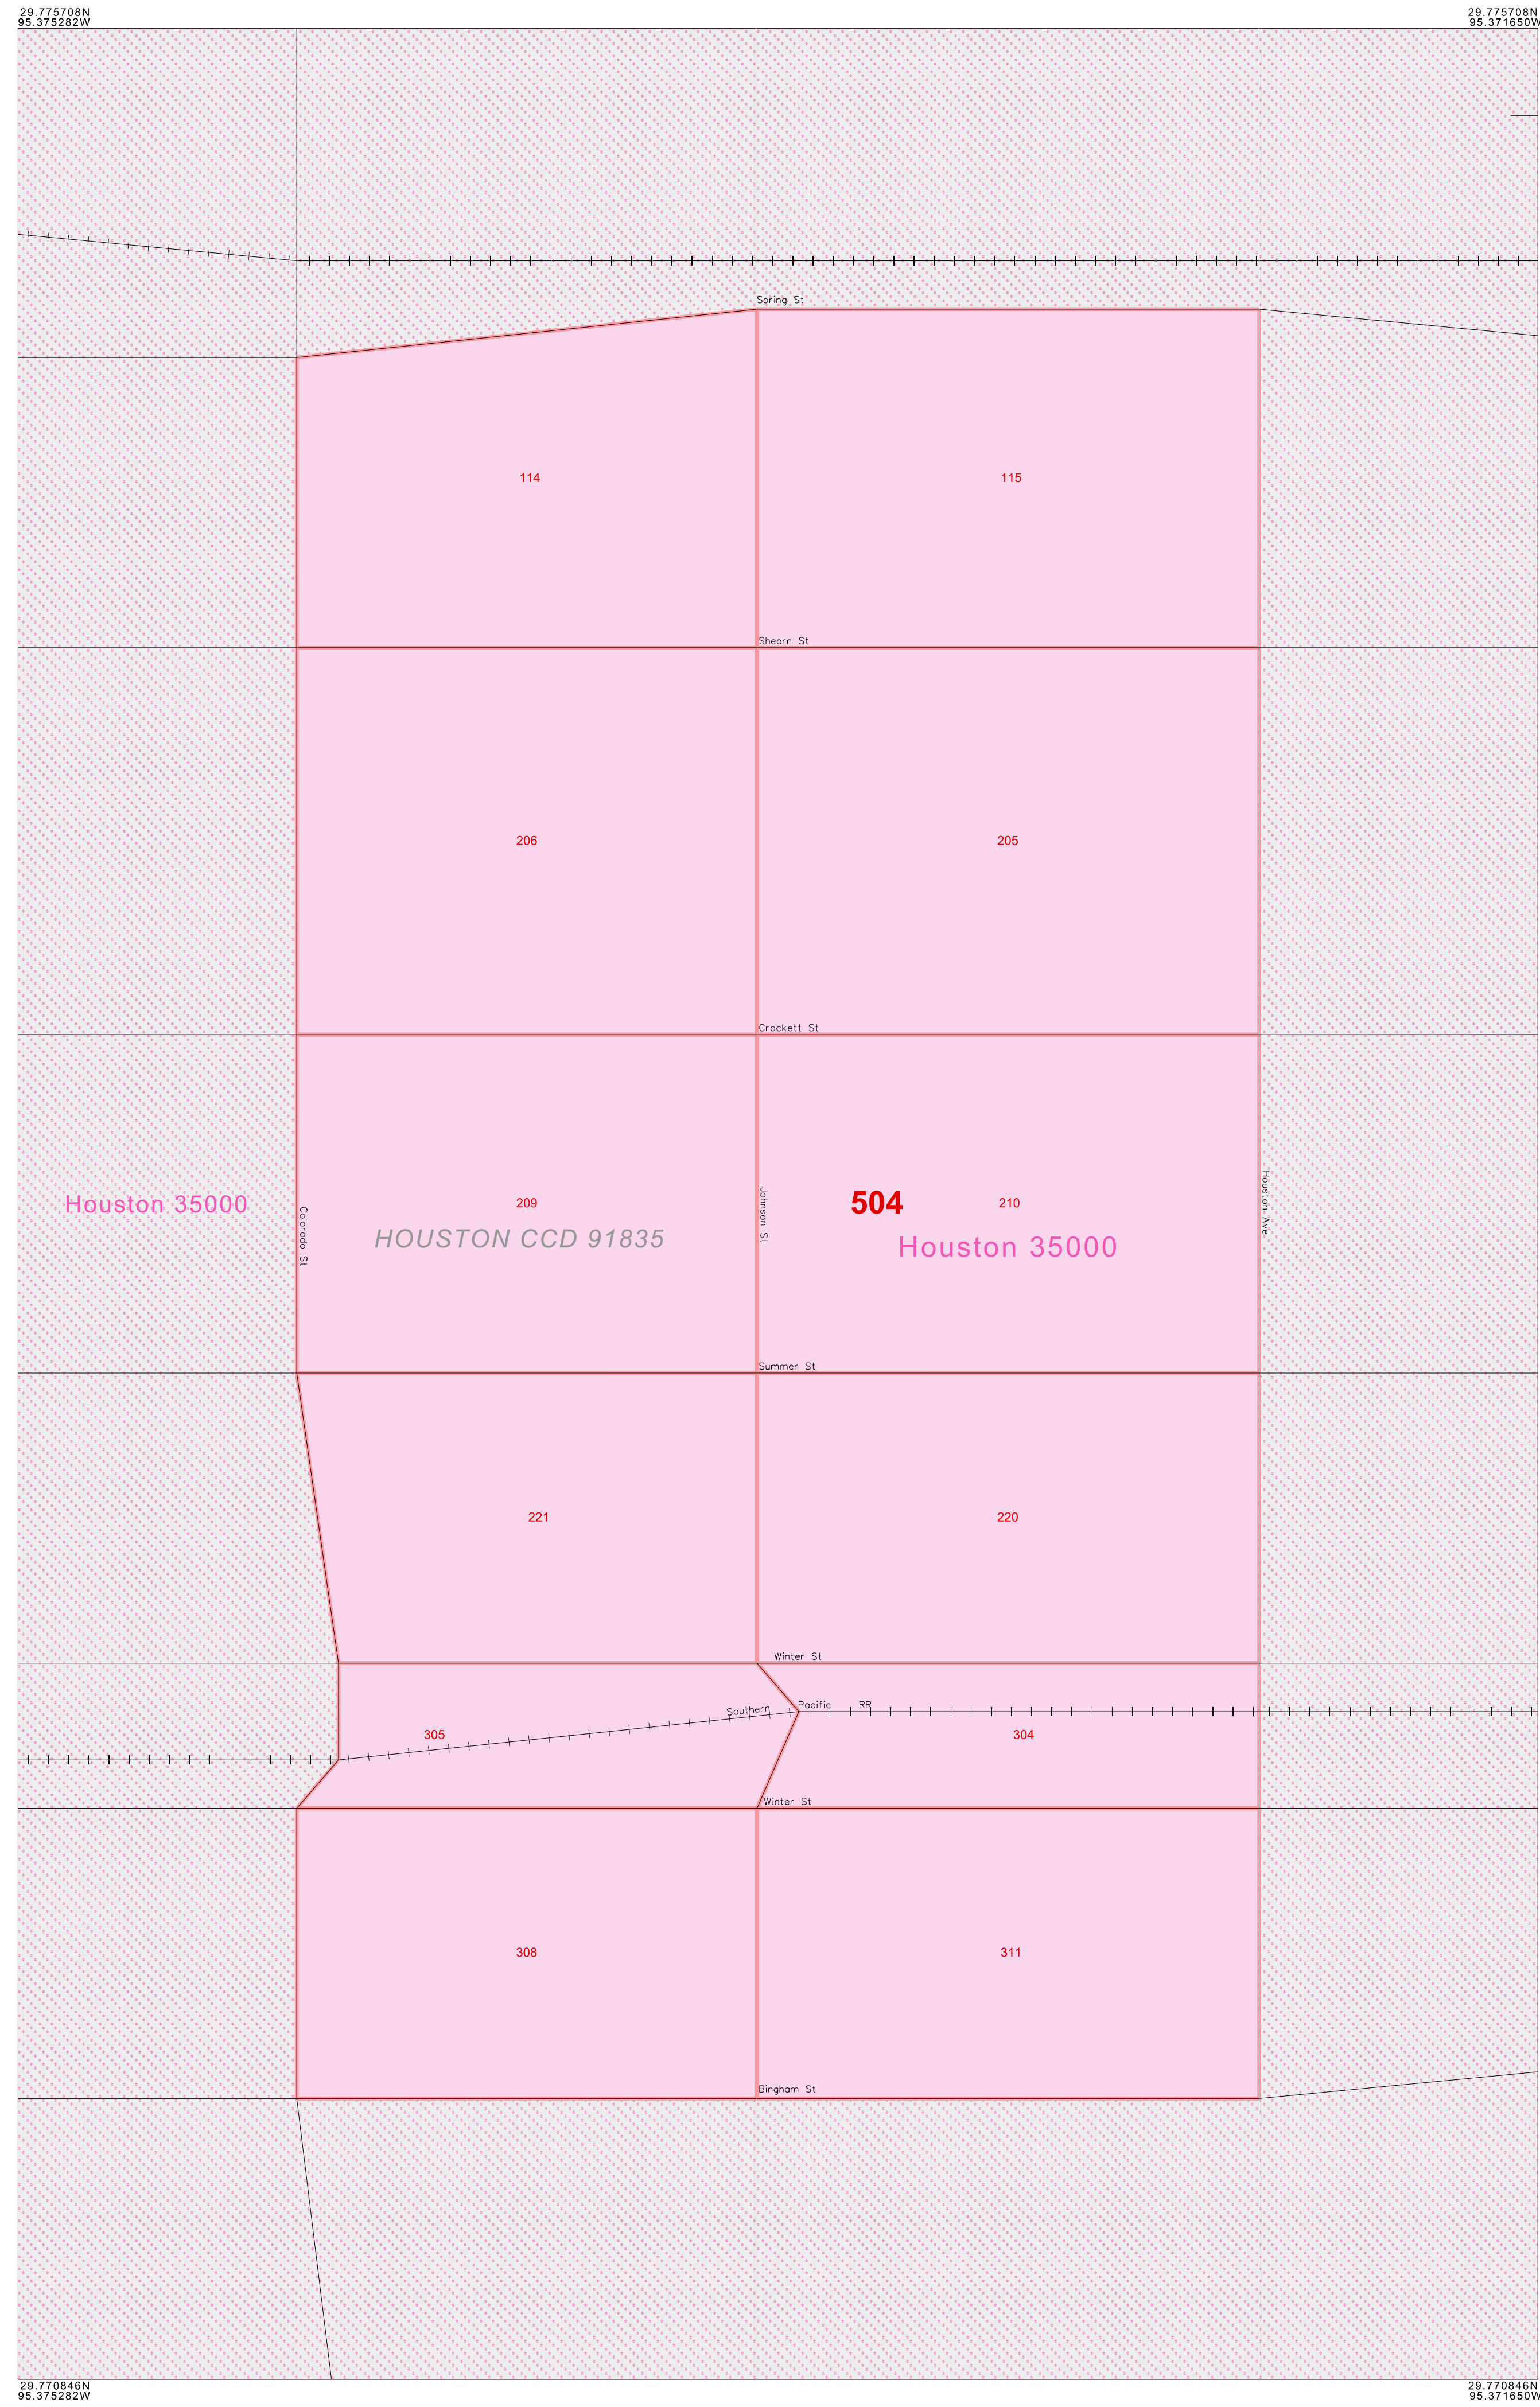 29.775708N
95.375282W
29.775708N
95.371650W
Spring St
114
115
Shearn St
206
205
Crockett St
Houston 35000
Colorado St
209
HOUSTON CCD 91835
Johnson St
504
210
Houston 35000
Houston Ave
Summer St
221
220
Winter St
Southern Pacific RR
305
304
Winter St
308
311
Bingham St
29.770846N
95.375282W
29.770846N
95.371650W